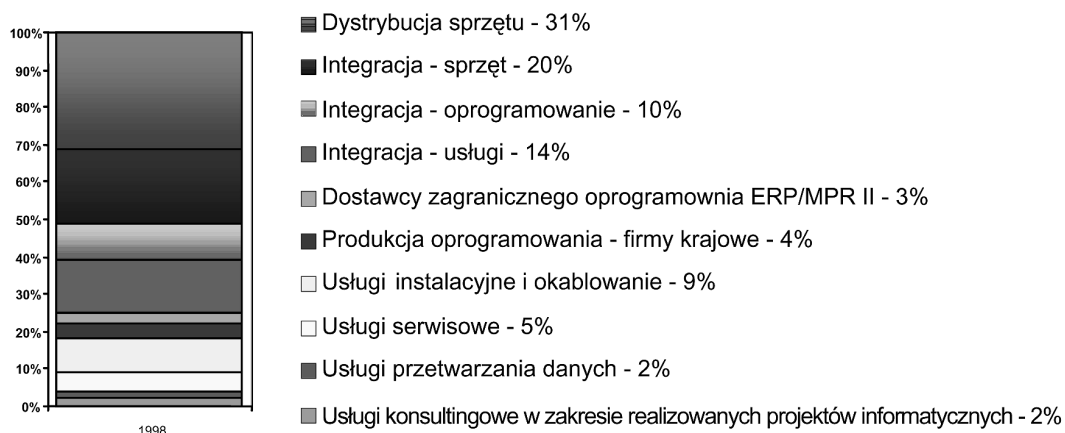 100%
90%
80%
70%
60%
50%
40%
30%
20%
10%
0%
1998
Dystrybucja sprzętu - 31%
Integracja - sprzęt - 20%
Integracja - oprogramowanie - 10%
Integracja - usługi - 14%
Dostawcy zagranicznego oprogramownia ERP/MPR II - 3%
Produkcja oprogramowania - firmy krajowe - 4%
Usługi instalacyjne i okablowanie - 9%
Usługi serwisowe - 5%
Usługi przetwarzania danych - 2%
Usługi konsultingowe w zakresie realizowanych projektów informatycznych - 2%